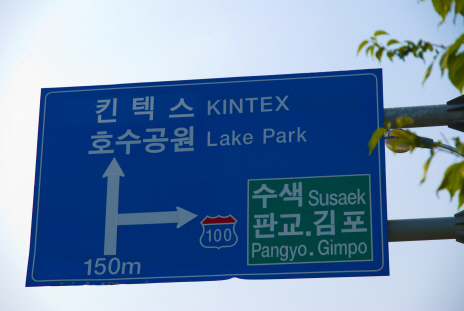 킨텍스 KINTEX
호수공원 Lake Park
수색 Susaek
판교.김포
100
Pangyo.Gimpo
150m